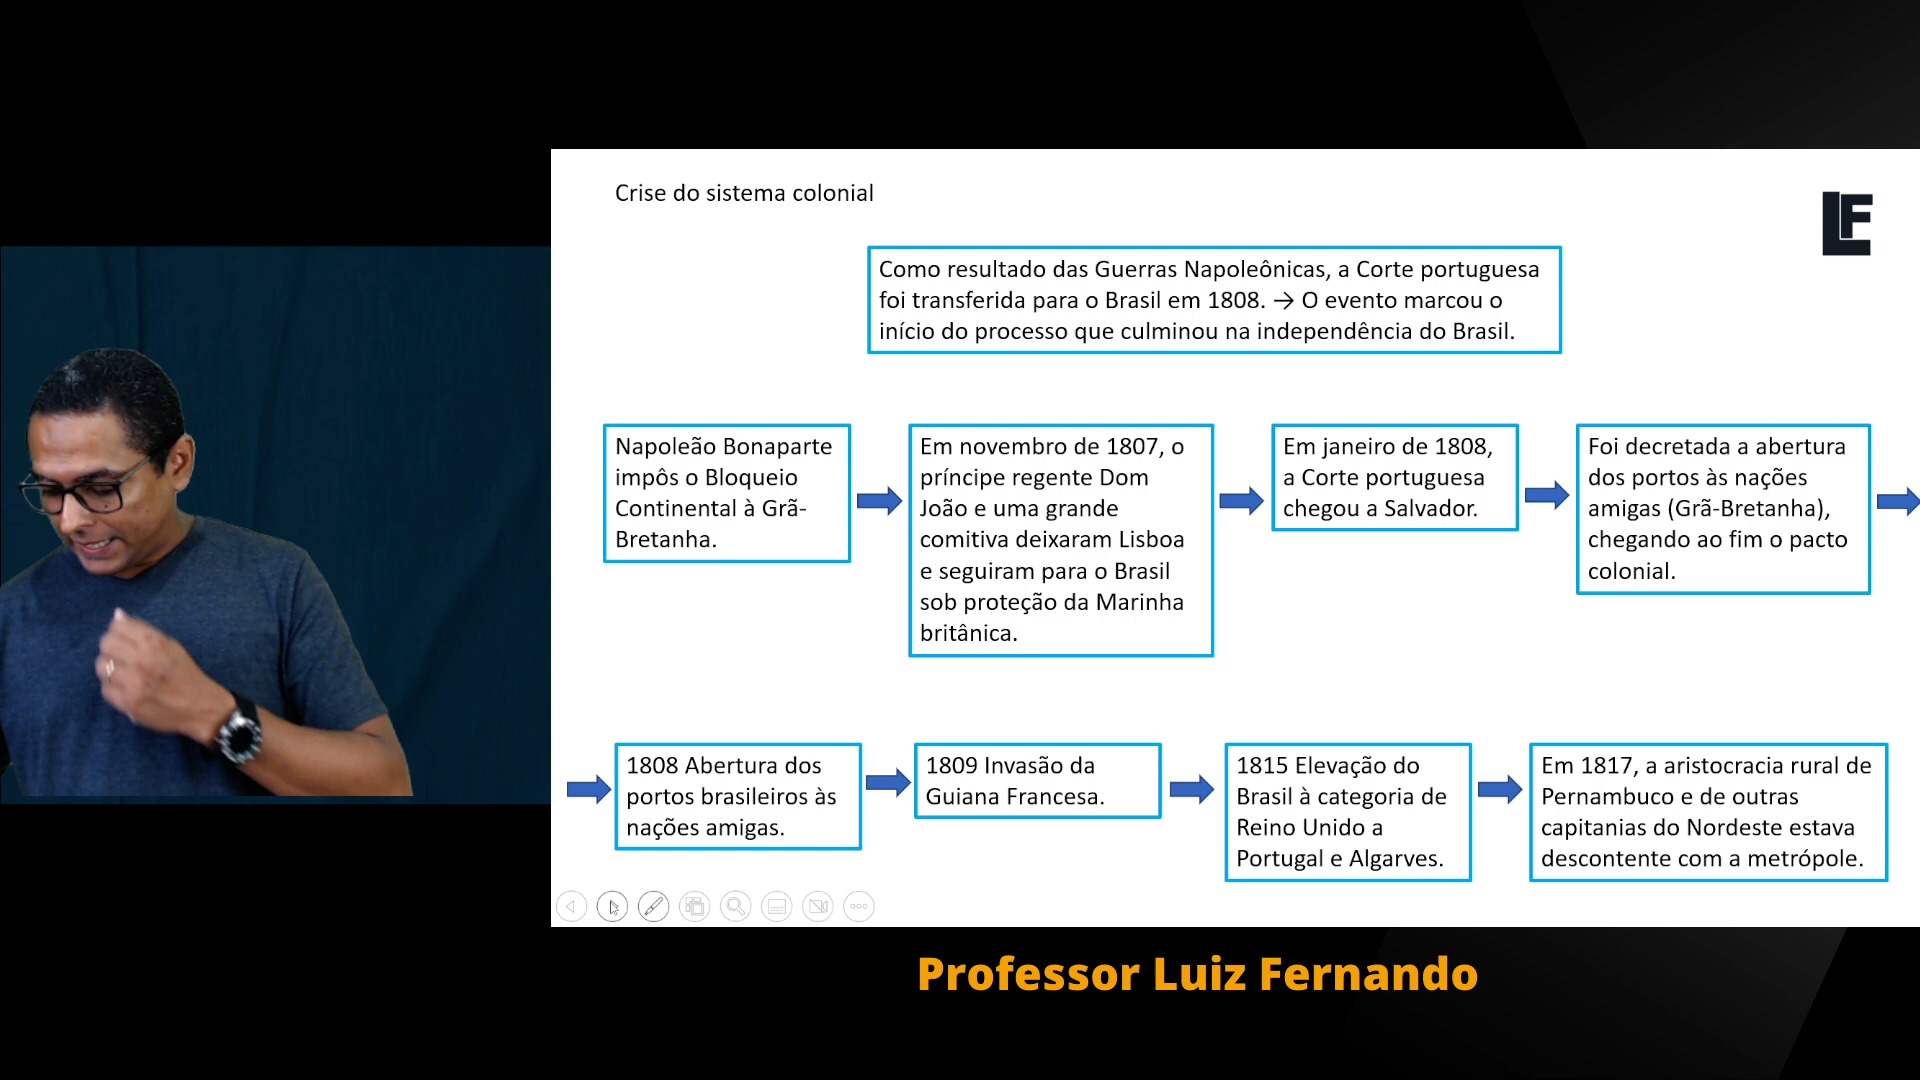 Crise do sistema colonial
LF
Como resultado das Guerras Napoleônicas, a Corte portuguesa
foi transferida para o Brasil em 1808. → O evento marcou o
início do processo que culminou na independência do Brasil.
Napoleão Bonaparte
impôs o Bloqueio
Continental à Grã-
Bretanha.
Em novembro de 1807, o
príncipe regente Dom
João e uma grande
comitiva deixaram Lisboa
e seguiram para o Brasil
sob proteção da Marinha
britânica.
Em janeiro de 1808,
a Corte portuguesa
chegou a Salvador.
Foi decretada a abertura
dos portos às nações
amigas (Grã-Bretanha),
chegando ao fim o pacto
colonial.
1808 Abertura dos
portos brasileiros às
nações amigas.
1809 Invasão da
Guiana Francesa.
1815 Elevação do
Brasil à categoria de
Reino Unido a
Portugal e Algarves.
Em 1817, a aristocracia rural de
Pernambuco e de outras
capitanias do Nordeste estava
descontente com a metrópole.
Professor Luiz Fernando